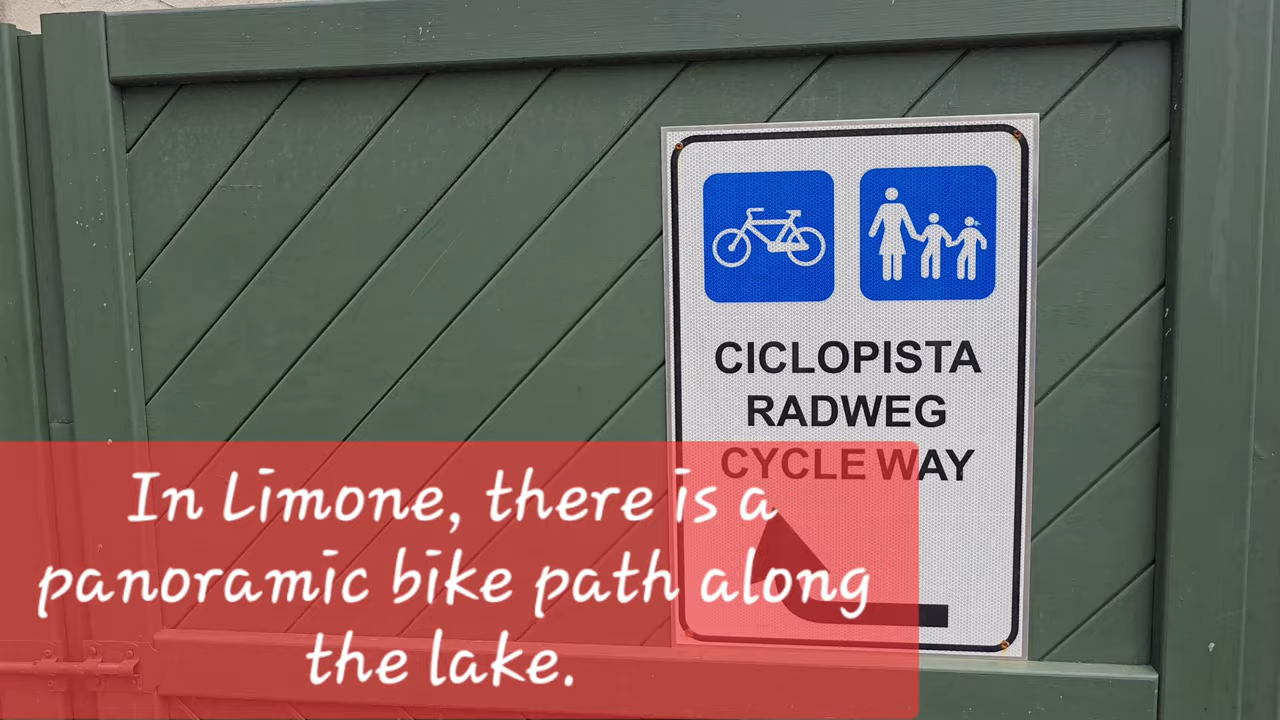 CICLOPISTA
RADWEG
CYCLE WAY
In Limone, there is a
panoramic bike path along
the lake.